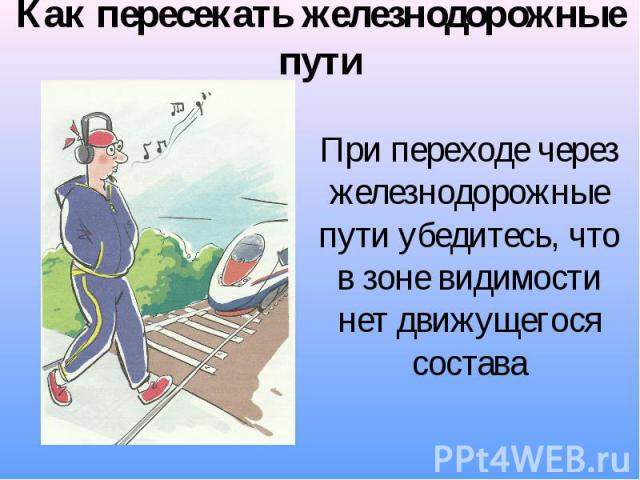 Как пересекать железнодорожные
пути
При переходе через
железнодорожные
пути убедитесь, что
в зоне видимости
нет движущегося
состава
PPt4WEB.ru